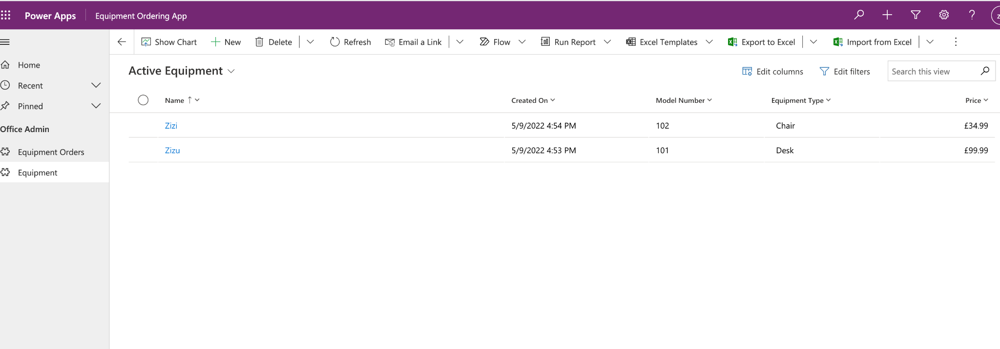 Power Apps Equipment Ordering App
Show Chart New Delete Refresh Email a Link Flow Run Report Excel Templates Export to Excel Import from Excel
Home
Recent
Pinned
Office Admin
Equipment Orders
Equipment
Active Equipment Edit columns Edit filters Search this view
Name Created On Model Number Equipment Type Price
Zizi 5/9/2022 4:54 PM 102 Chair £34.99
Zizu 5/9/2022 4:53 PM 101 Desk £99.99